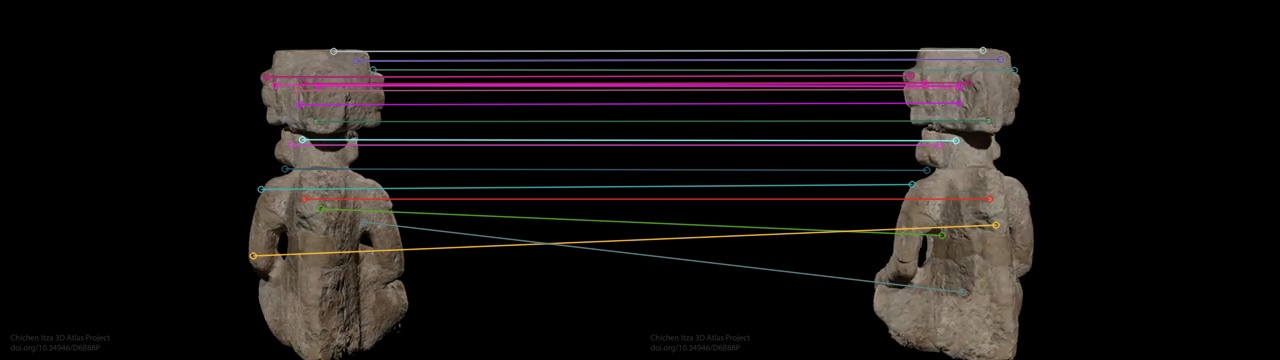 Chichen Itza 3D Atlas Project
doi.org/10.34946/D6B88P
Chichen Itza 3D Atlas Project
doi.org/10.34946/D6B88P